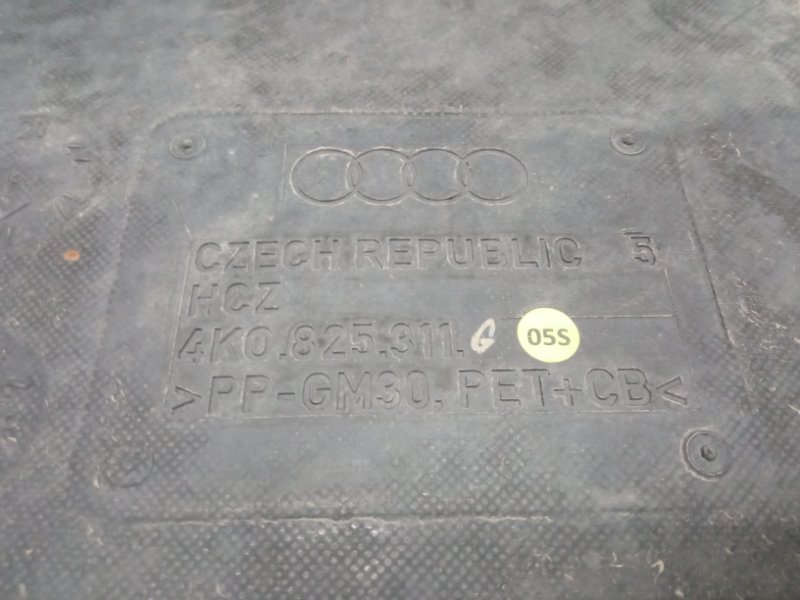 CZECH REPUBLIC 5
HCZ
4K0.825.311.G 05S
>PP-GM30.PET+CB<